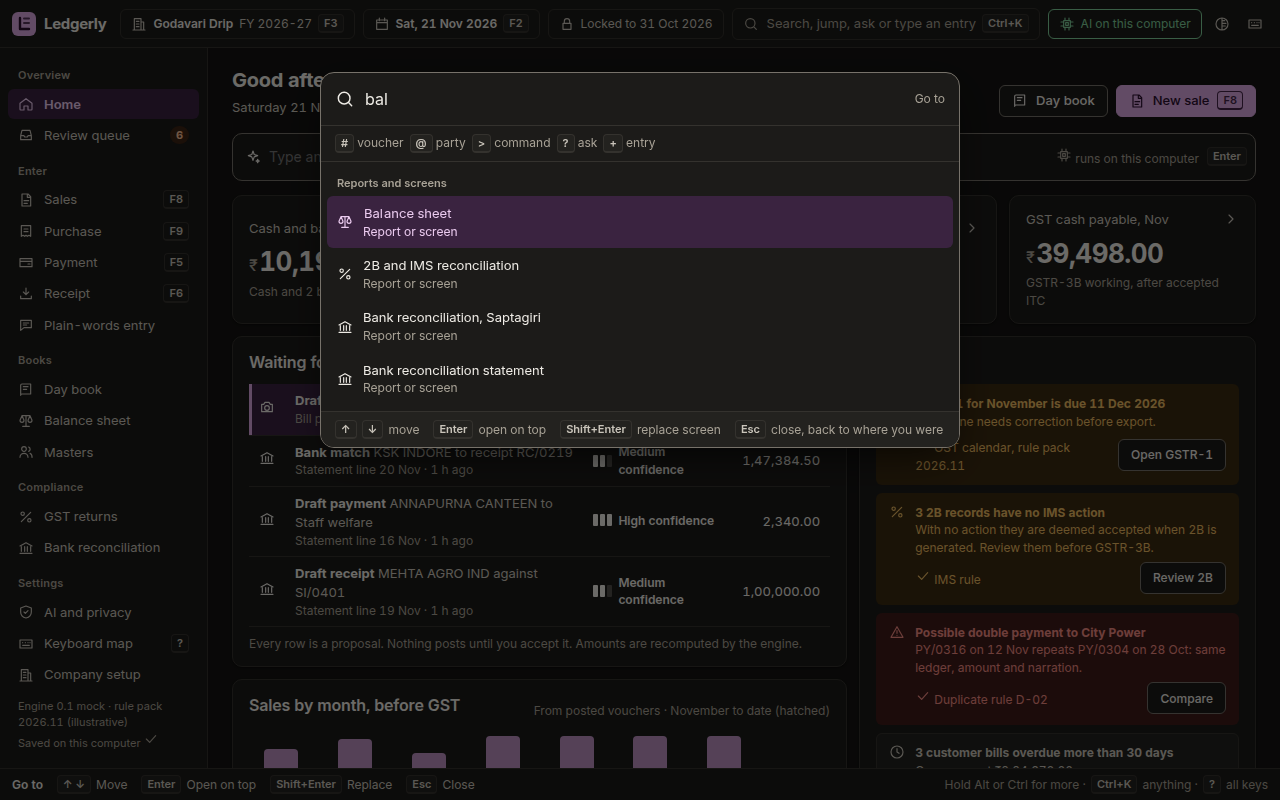 Ledgerly
Godavari Drip FY 2026-27 F3
Sat, 21 Nov 2026 F2
Locked to 31 Oct 2026
Search, jump, ask or type an entry Ctrl+K
AI on this computer
Overview
Home
Review queue 6
Enter
Sales F8
Purchase F9
Payment F5
Receipt F6
Plain-words entry
Books
Day book
Balance sheet
Masters
Compliance
GST returns
Bank reconciliation
Settings
AI and privacy
Keyboard map ?
Company setup
Engine 0.1 mock · rule pack
2026.11 (illustrative)
Saved on this computer
Good afte
Saturday 21 N
Day book
New sale F8
Type an
runs on this computer Enter
bal
Go to
# voucher @ party > command ? ask + entry
Reports and screens
Balance sheet
Report or screen
2B and IMS reconciliation
Report or screen
Bank reconciliation, Saptagiri
Report or screen
Bank reconciliation statement
Report or screen
↑ ↓ move Enter open on top Shift+Enter replace screen Esc close, back to where you were
Cash and ba
₹10,19
Cash and 2 b
GST cash payable, Nov
₹39,498.00
GSTR-3B working, after accepted
ITC
Waiting fo
Draf
Bill p
Bank match KSK INDORE to receipt RC/0219
Statement line 20 Nov · 1 h ago
Medium
confidence
1,47,384.50
Draft payment ANNAPURNA CANTEEN to
Staff welfare
Statement line 16 Nov · 1 h ago
High confidence
2,340.00
Draft receipt MEHTA AGRO IND against
SI/0401
Statement line 19 Nov · 1 h ago
Medium
confidence
1,00,000.00
Every row is a proposal. Nothing posts until you accept it. Amounts are recomputed by the engine.
Sales by month, before GST
From posted vouchers · November to date (hatched)
1 for November is due 11 Dec 2026
ne needs correction before export.
GST calendar, rule pack
2026.11
Open GSTR-1
3 2B records have no IMS action
With no action they are deemed accepted when 2B is
generated. Review them before GSTR-3B.
IMS rule
Review 2B
Possible double payment to City Power
PY/0316 on 12 Nov repeats PY/0304 on 28 Oct: same
ledger, amount and narration.
Duplicate rule D-02
Compare
3 customer bills overdue more than 30 days
Go to ↑ ↓ Move Enter Open on top Shift+Enter Replace Esc Close
Hold Alt or Ctrl for more · Ctrl+K anything · ? all keys